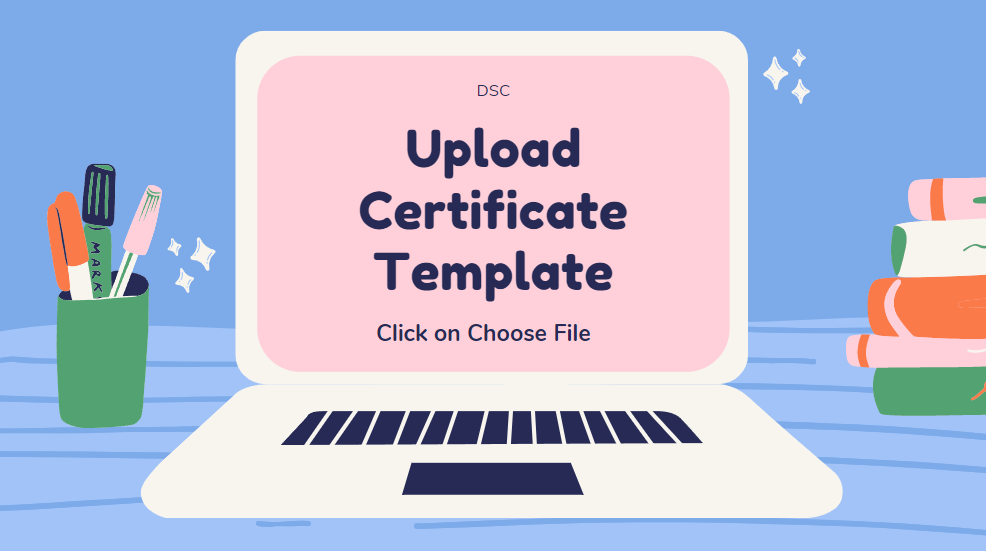 DSC
Upload
Certificate
Template
Click on Choose File
MARK